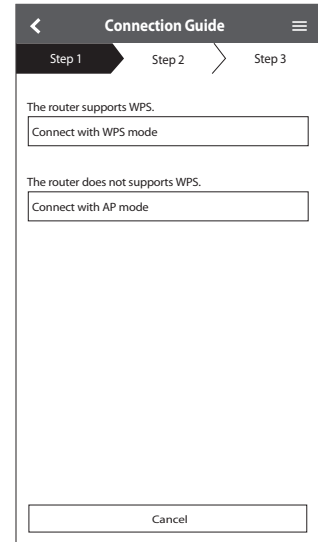 Connection Guide
Step 1
Step 2
Step 3
The router supports WPS.
Connect with WPS mode
The router does not supports WPS.
Connect with AP mode
Cancel